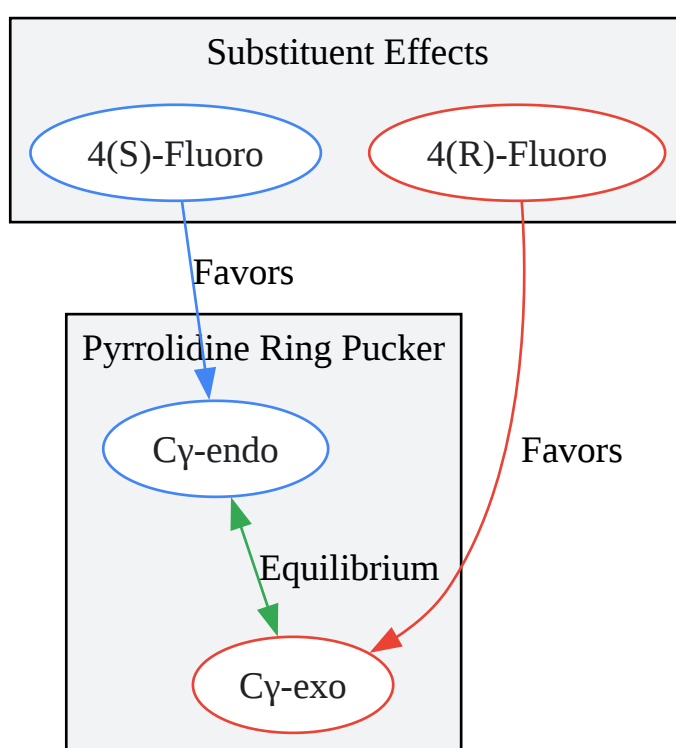 Substituent Effects
4(S)-Fluoro
4(R)-Fluoro
Favors
Pyrrolidine Ring Pucker
Cγ-endo
Favors
Equilibrium
Cγ-exo